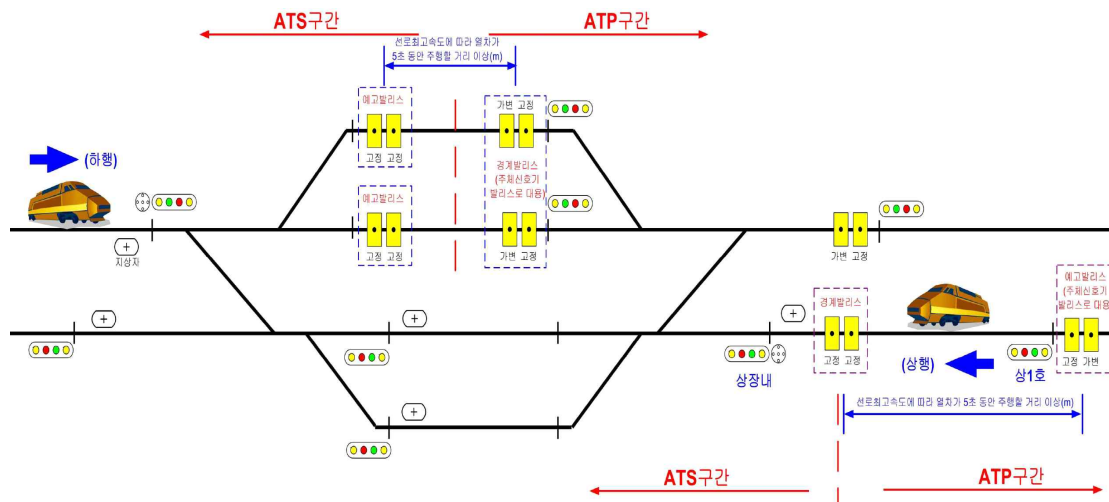 ATS구간
ATP구간
선로최고속도에 따라 열차가
5초 동안 주행할 거리 이상(m)
예고발리스
가변 고정
고정 고정
(하행)
경계발리스
(주체신호기
발리스로 대용)
예고발리스
지상자
고정 고정
가변 고정
가변 고정
예고발리스
(주체신호기
발리스로 대용)
경계발리스
(상행)
고정 고정
상장내
상1호
고정 가변
선로최고속도에 따라 열차가 5초 동안 주행할 거리 이상(m)
ATS구간
ATP구간